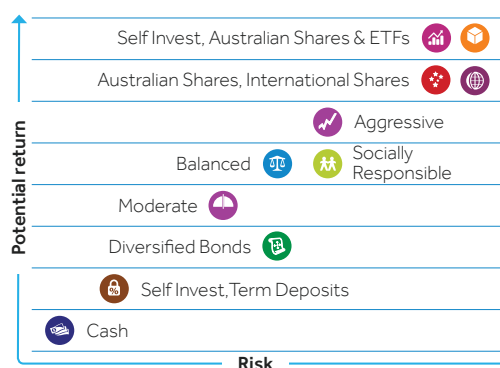 Self Invest, Australian Shares & ETFs
Australian Shares, International Shares
Aggressive
Balanced
Socially
Responsible
Moderate
Diversified Bonds
%
Self Invest,Term Deposits
Cash
Potential return
Risk